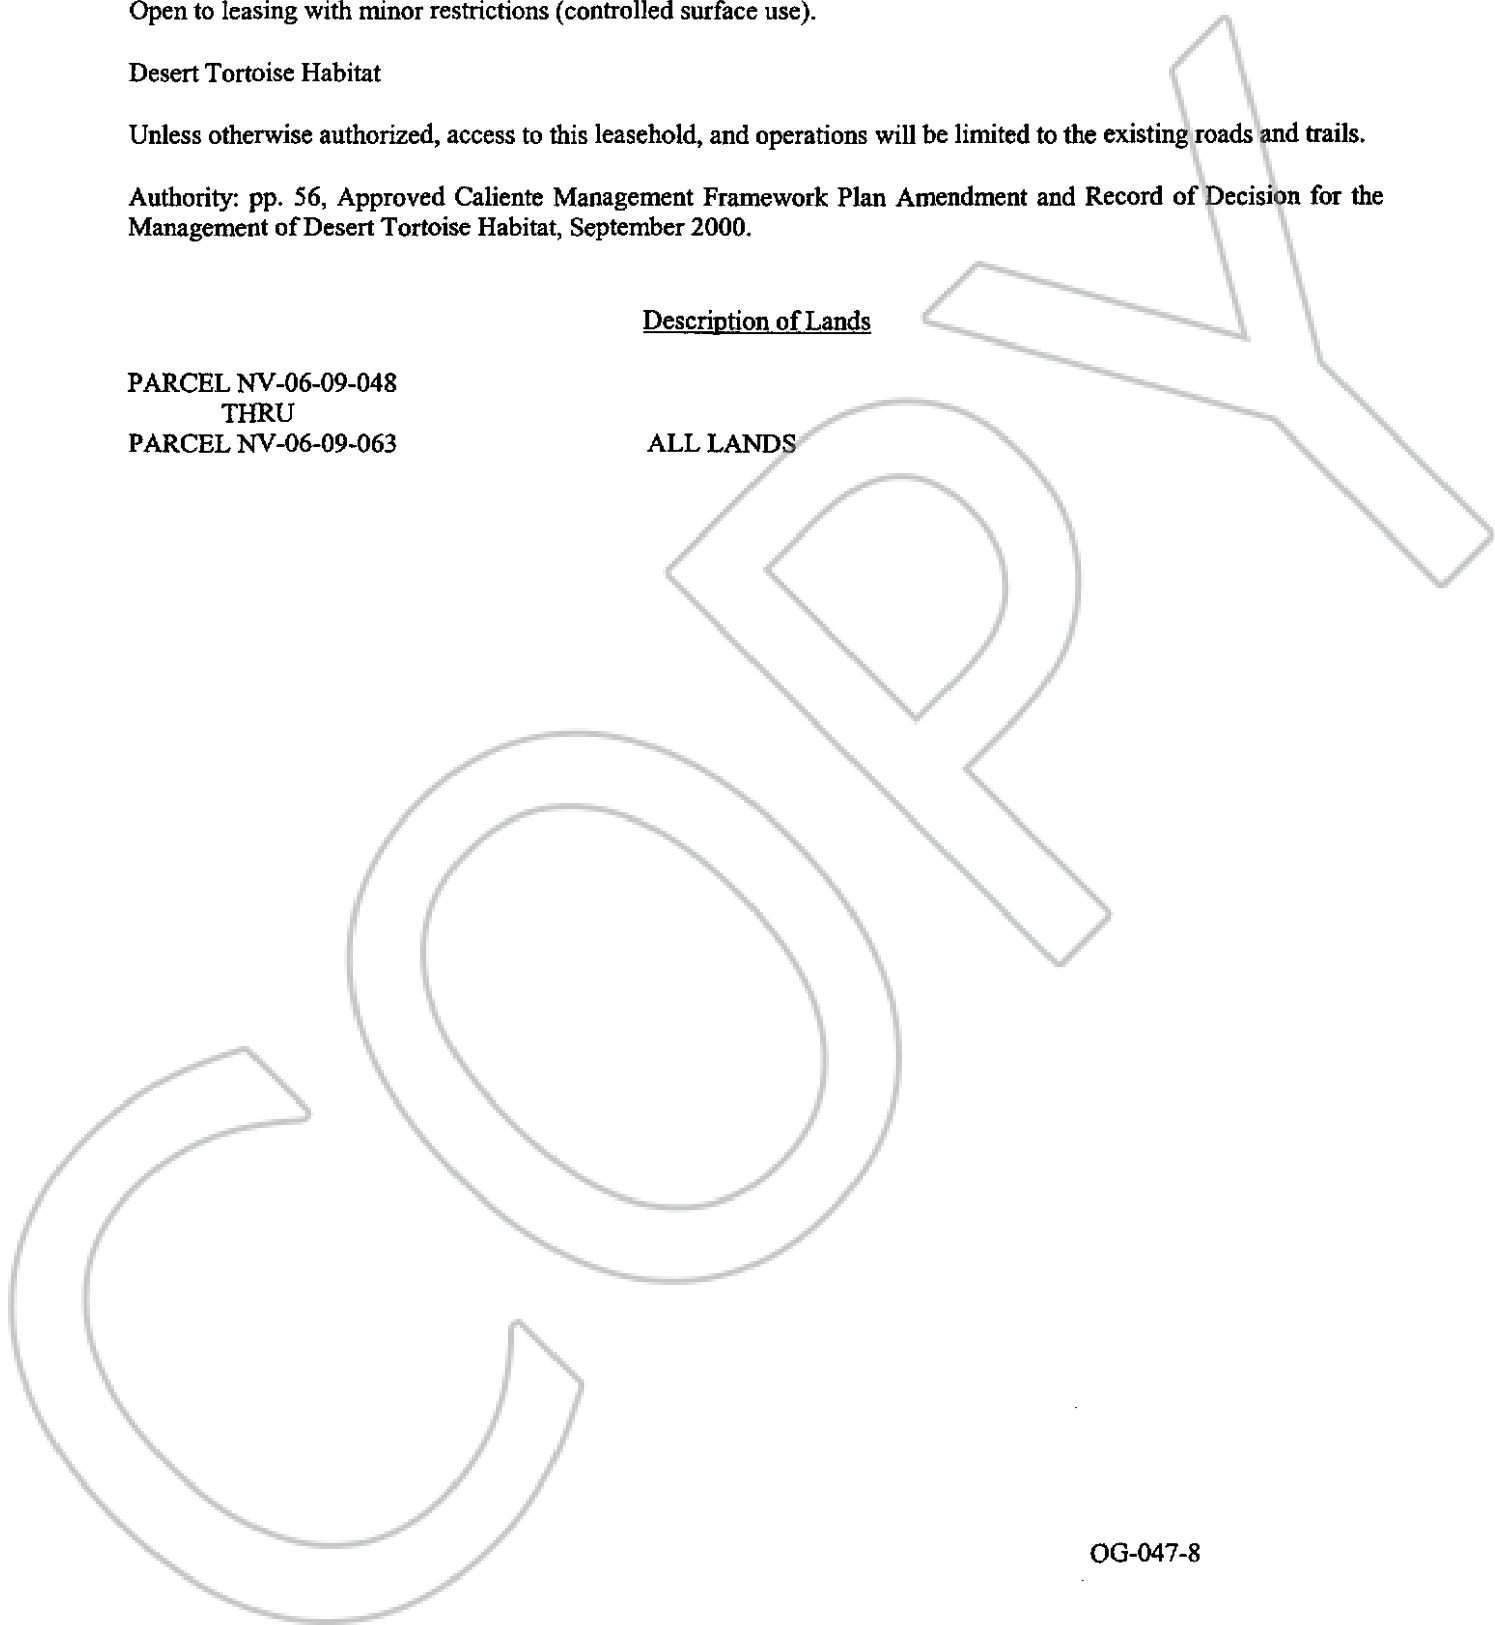 Open to leasing with minor restrictions (controlled surface use).
Desert Tortoise Habitat
Unless otherwise authorized, access to this leasehold, and operations will be limited to the existing roads and trails.
Authority: pp. 56, Approved Caliente Management Framework Plan Amendment and Record of Decision for the
Management of Desert Tortoise Habitat, September 2000.
Description of Lands
PARCEL NV-06-09-048
THRU
PARCEL NV-06-09-063 ALL LANDS
COPY
OG-047-8